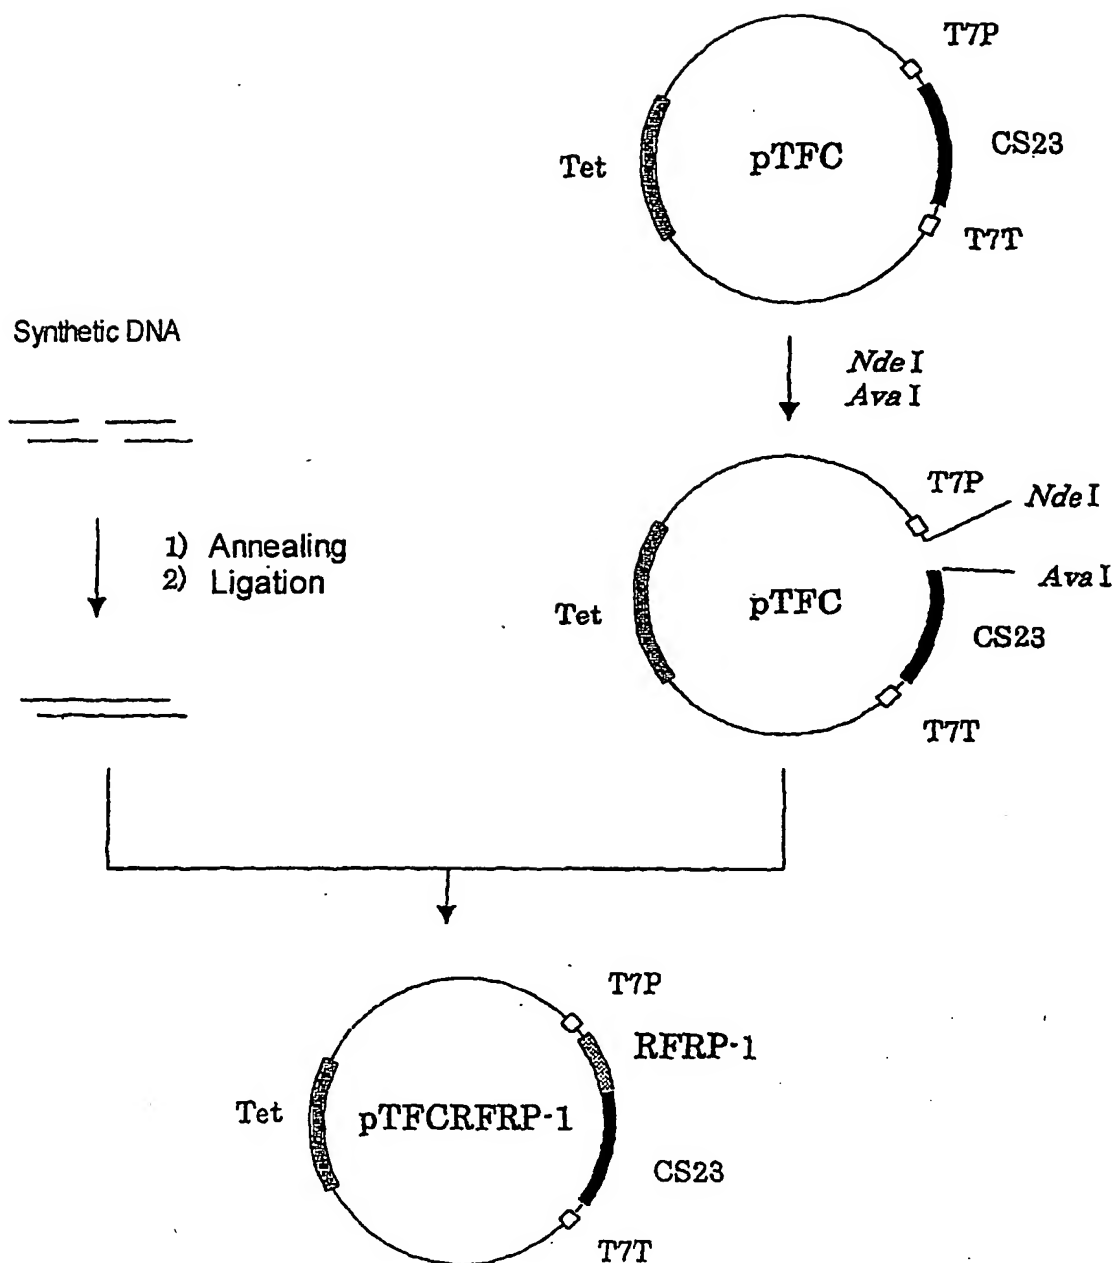 T7P
CS23
pTFC
Tet
T7T
Synthetic DNA
Nde I
Ava I
T7P
Nde I
1) Annealing
2) Ligation
Ava I
pTFC
Tet
CS23
T7T
T7P
RFRP-1
Tet
pTFCRFRP-1
CS23
T7T